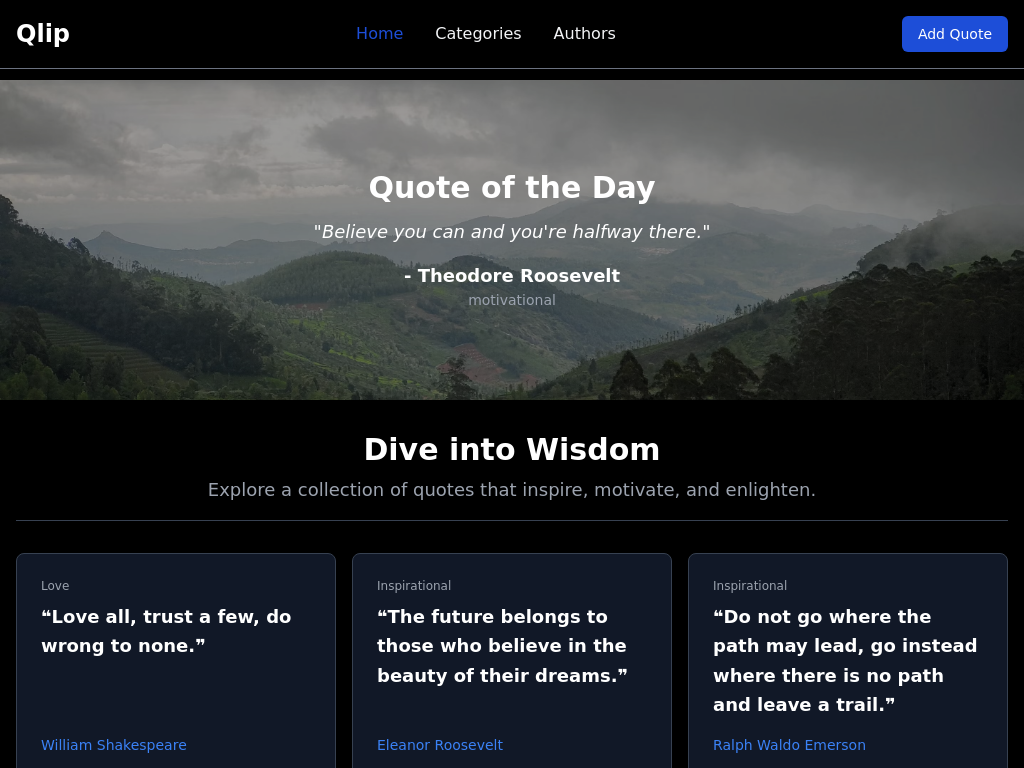 Qlip
Home Categories Authors
Add Quote
Quote of the Day
"Believe you can and you're halfway there."
- Theodore Roosevelt
motivational
Dive into Wisdom
Explore a collection of quotes that inspire, motivate, and enlighten.
Love
❝Love all, trust a few, do
wrong to none.❞
William Shakespeare
Inspirational
❝The future belongs to
those who believe in the
beauty of their dreams.❞
Eleanor Roosevelt
Inspirational
❝Do not go where the
path may lead, go instead
where there is no path
and leave a trail.❞
Ralph Waldo Emerson